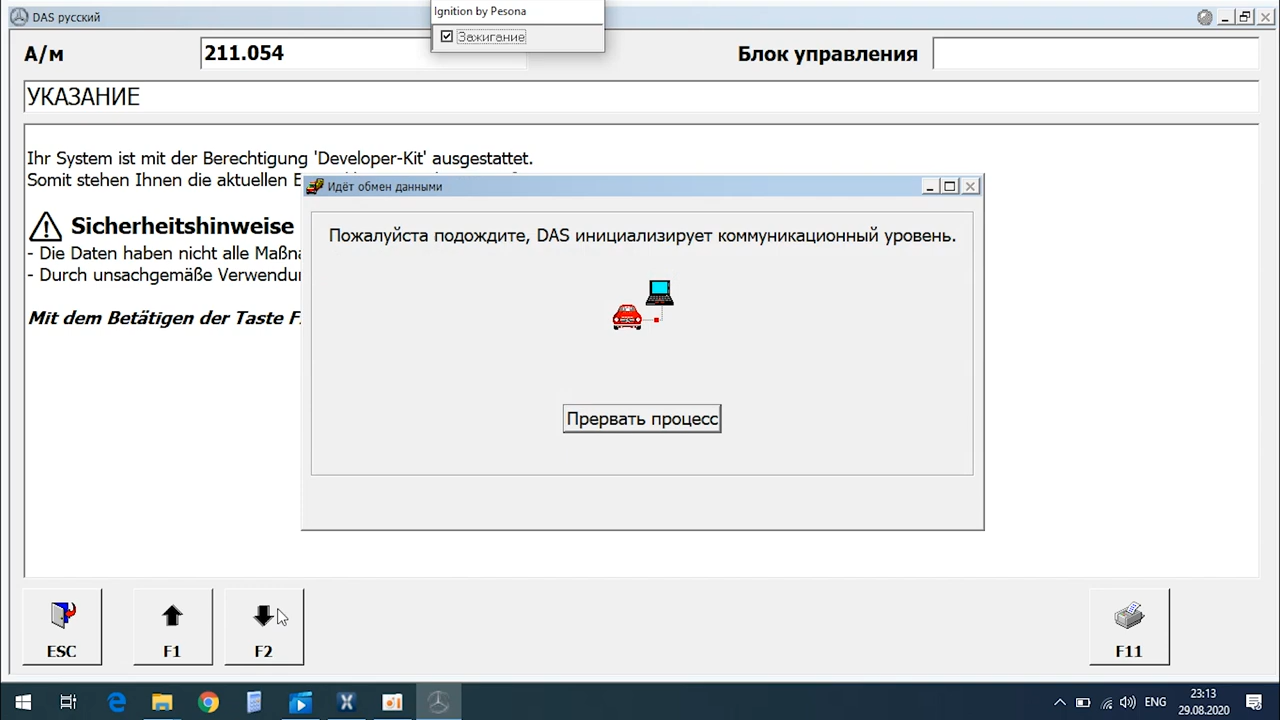 Ignition by Pesona
DAS русский
Зажигание
А/м
211.054
Блок управления
УКАЗАНИЕ
Ihr System ist mit der Berechtigung 'Developer-Kit' ausgestattet.
Somit stehen Ihnen die aktuellen
Идёт обмен данными
Sicherheitshinweise
Пожалуйста подождите, DAS инициализирует коммуникационный уровень.
- Die Daten haben nicht alle
- Durch unsachgemäße
Mit dem Betätigen der Taste
Прервать процесс
ESC
F1
F2
F11
ENG
23:13
29.08.2020